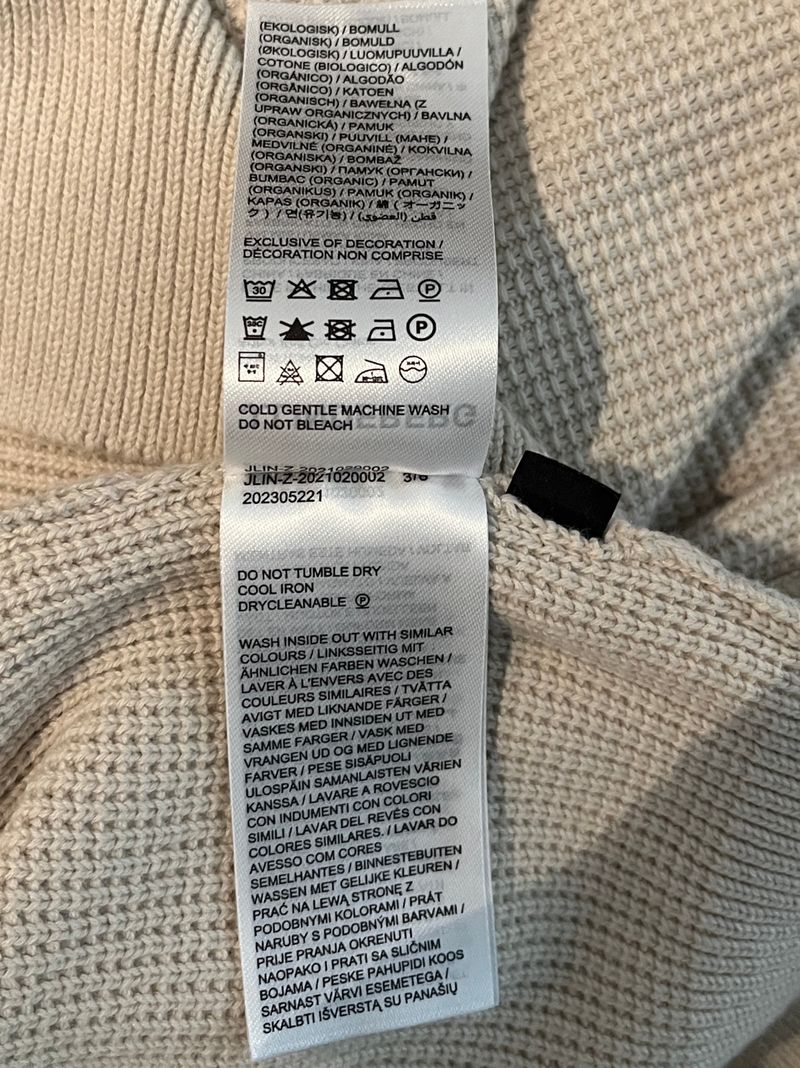 (EKOLOGISK) / BOMULL
(ORGANISK) / BOMULD
(ØKOLOGISK) / LUOMUPUUVILLA /
COTONE (BIOLOGICO) / ALGODÓN
(ORGÁNICO) / ALGODÃO
(ORGÂNICO) / KATOEN
(ORGANISCH) / BAWEŁNA (Z
UPRAW ORGANICZNYCH) / BAVLNA
(ORGANICKÁ) / PAMUK
(ORGANSKI) / PUUVILL (MAHE) /
MEDVILNĖ (ORGANINĖ) / KOKVILNA
(ORGANISKA) / BOMBAŽ
(ORGANSKI) / ПАМУК (ОРГАНСКИ) /
BUMBAC (ORGANIC) / PAMUT
(ORGANIKUS) / PAMUK (ORGANIK) /
KAPAS (ORGANIK) / 綿 ( オーガニッ
ク ) / 면(유기농) / قطن (العضوي)
EXCLUSIVE OF DECORATION /
DÉCORATION NON COMPRISE
30
P
30C
P
COLD GENTLE MACHINE WASH
DO NOT BLEACH
JLIN-Z-2021020002
JLIN-Z-2021020002 3/6
202305221
DO NOT TUMBLE DRY
COOL IRON
DRYCLEANABLE Ⓟ
WASH INSIDE OUT WITH SIMILAR
COLOURS / LINKSSEITIG MIT
ÄHNLICHEN FARBEN WASCHEN /
LAVER À L'ENVERS AVEC DES
COULEURS SIMILAIRES / TVÄTTA
AVIGT MED LIKNANDE FÄRGER /
VASKES MED INNSIDEN UT MED
SAMME FARGER / VASK MED
VRANGEN UD OG MED LIGNENDE
FARVER / PESE SISÄPUOLI
ULOSPÄIN SAMANLAISTEN VÄRIEN
KANSSA / LAVARE A ROVESCIO
CON INDUMENTI CON COLORI
SIMILI / LAVAR DEL REVÉS CON
COLORES SIMILARES. / LAVAR DO
AVESSO COM CORES
SEMELHANTES / BINNESTEBUITEN
WASSEN MET GELIJKE KLEUREN /
PRAĆ NA LEWĄ STRONĘ Z
PODOBNYMI KOLORAMI / PRÁT
NARUBY S PODOBNÝMI BARVAMI /
PRIJE PRANJA OKRENUTI
NAOPAKO I PRATI SA SLIČNIM
BOJAMA / PESKE PAHUPIDI KOOS
SARNAST VÄRVI ESEMETEGA /
SKALBTI IŠVERSTĄ SU PANAŠIŲ